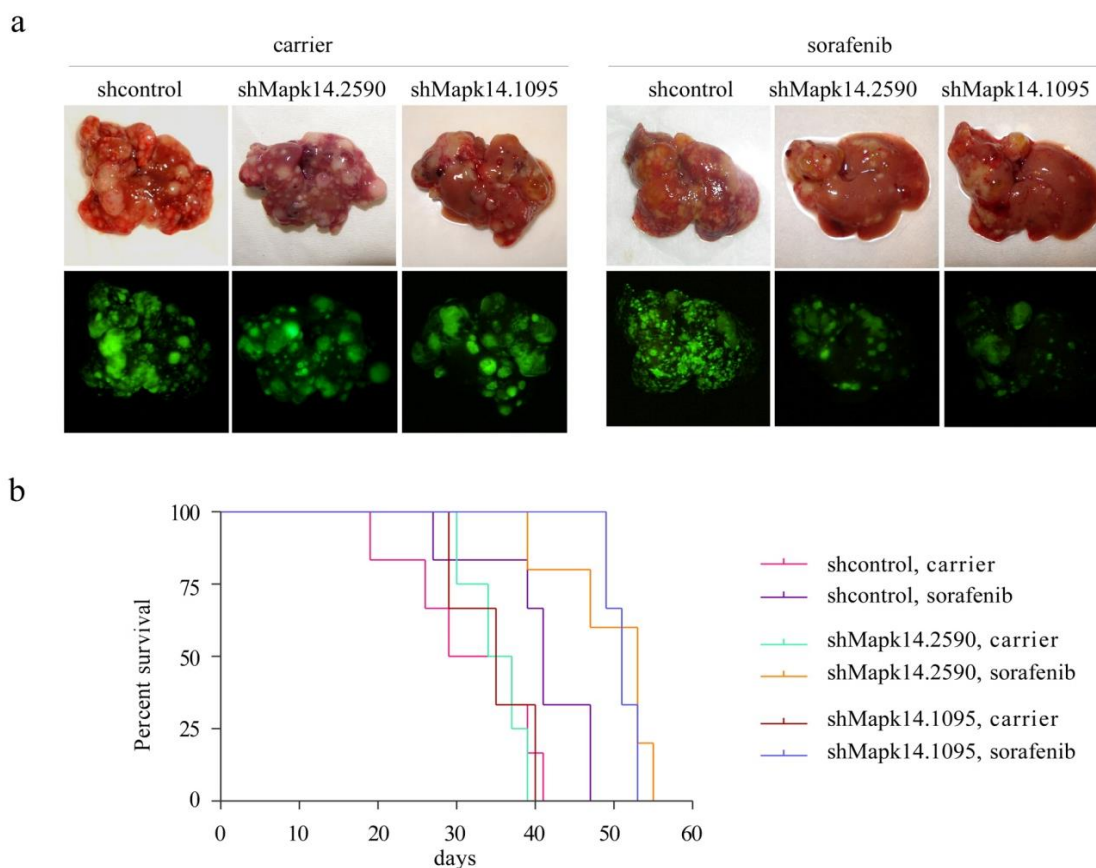 a
carrier sorafenib
shcontrol shMapk14.2590 shMapk14.1095 shcontrol shMapk14.2590 shMapk14.1095
b
Percent survival
100
75
50
25
0
0 10 20 30 40 50 60
days
shcontrol, carrier
shcontrol, sorafenib
shMapk14.2590, carrier
shMapk14.2590, sorafenib
shMapk14.1095, carrier
shMapk14.1095, sorafenib